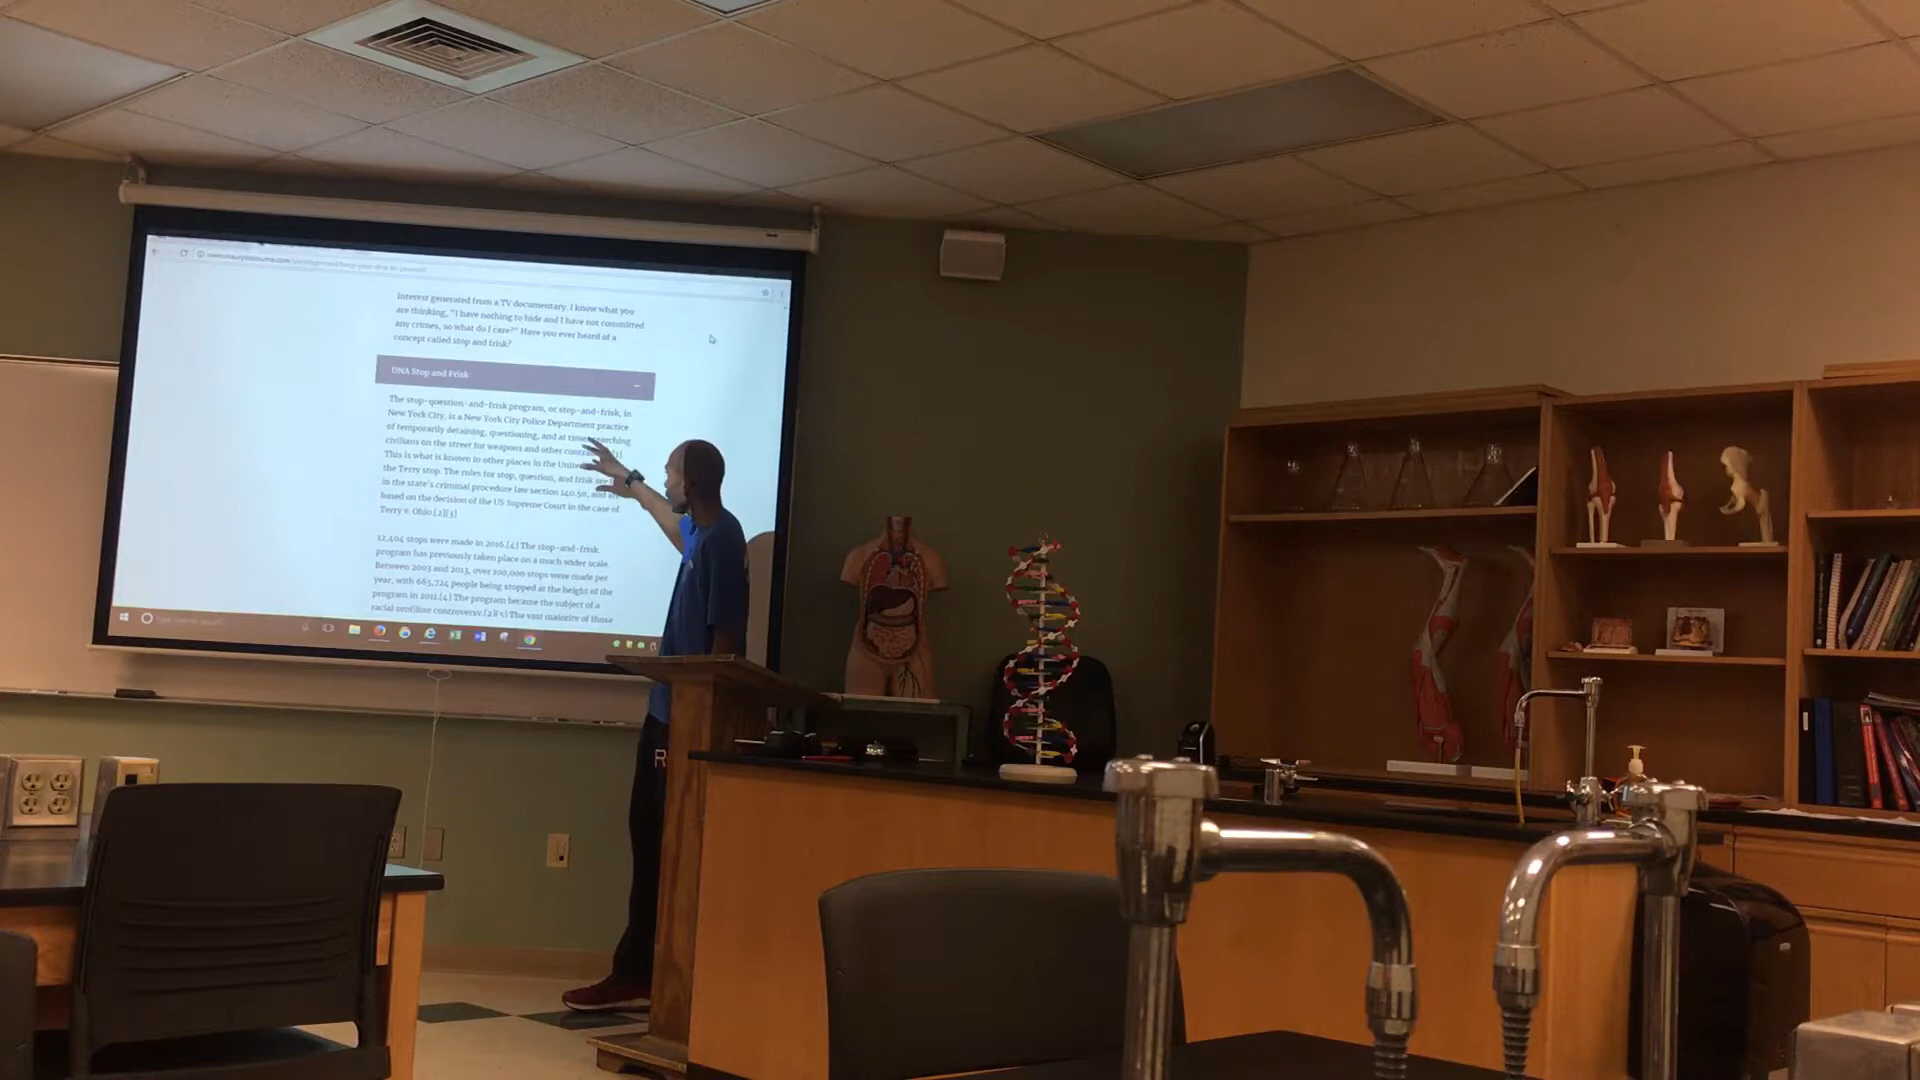 interest generated from a TV documentary. I know what you
are thinking, "I have nothing to hide and I have not committed
any crimes, so what do I care?" Have you ever heard of a
concept called stop and frisk?
DNA Stop and Frisk
The stop-question-and-frisk program, or stop-and-frisk, in
New York City, is a New York City Police Department practice
of temporarily detaining, questioning, and at times searching
civilians on the street for weapons and other [1]
This is what is known in other places in the United
the Terry stop. The rules for stop, question, and frisk are
in the state's criminal procedure law section 140.50, and are
based on the decision of the US Supreme Court in the case of
Terry v. Ohio.[2][3]
12,404 stops were made in 2016.[4] The stop-and-frisk
program has previously taken place on a much wider scale.
Between 2003 and 2013, over 100,000 stops were made per
year, with 685,724 people being stopped at the height of the
program in 2011.[4] The program became the subject of a
racial profiling controversy.[2][5] The vast majority of those
R